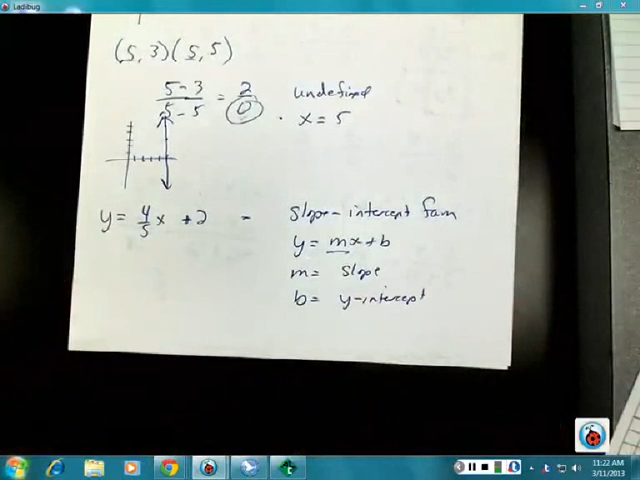 Ladibug
(5, 3)(5, 5)
5-3 / 5-5 = 2/0 undefined
x = 5
y = 4/5 x + 2 - slope-intercept form
y = mx+b
m = slope
b = y-intercept
11:22 AM
3/11/2013